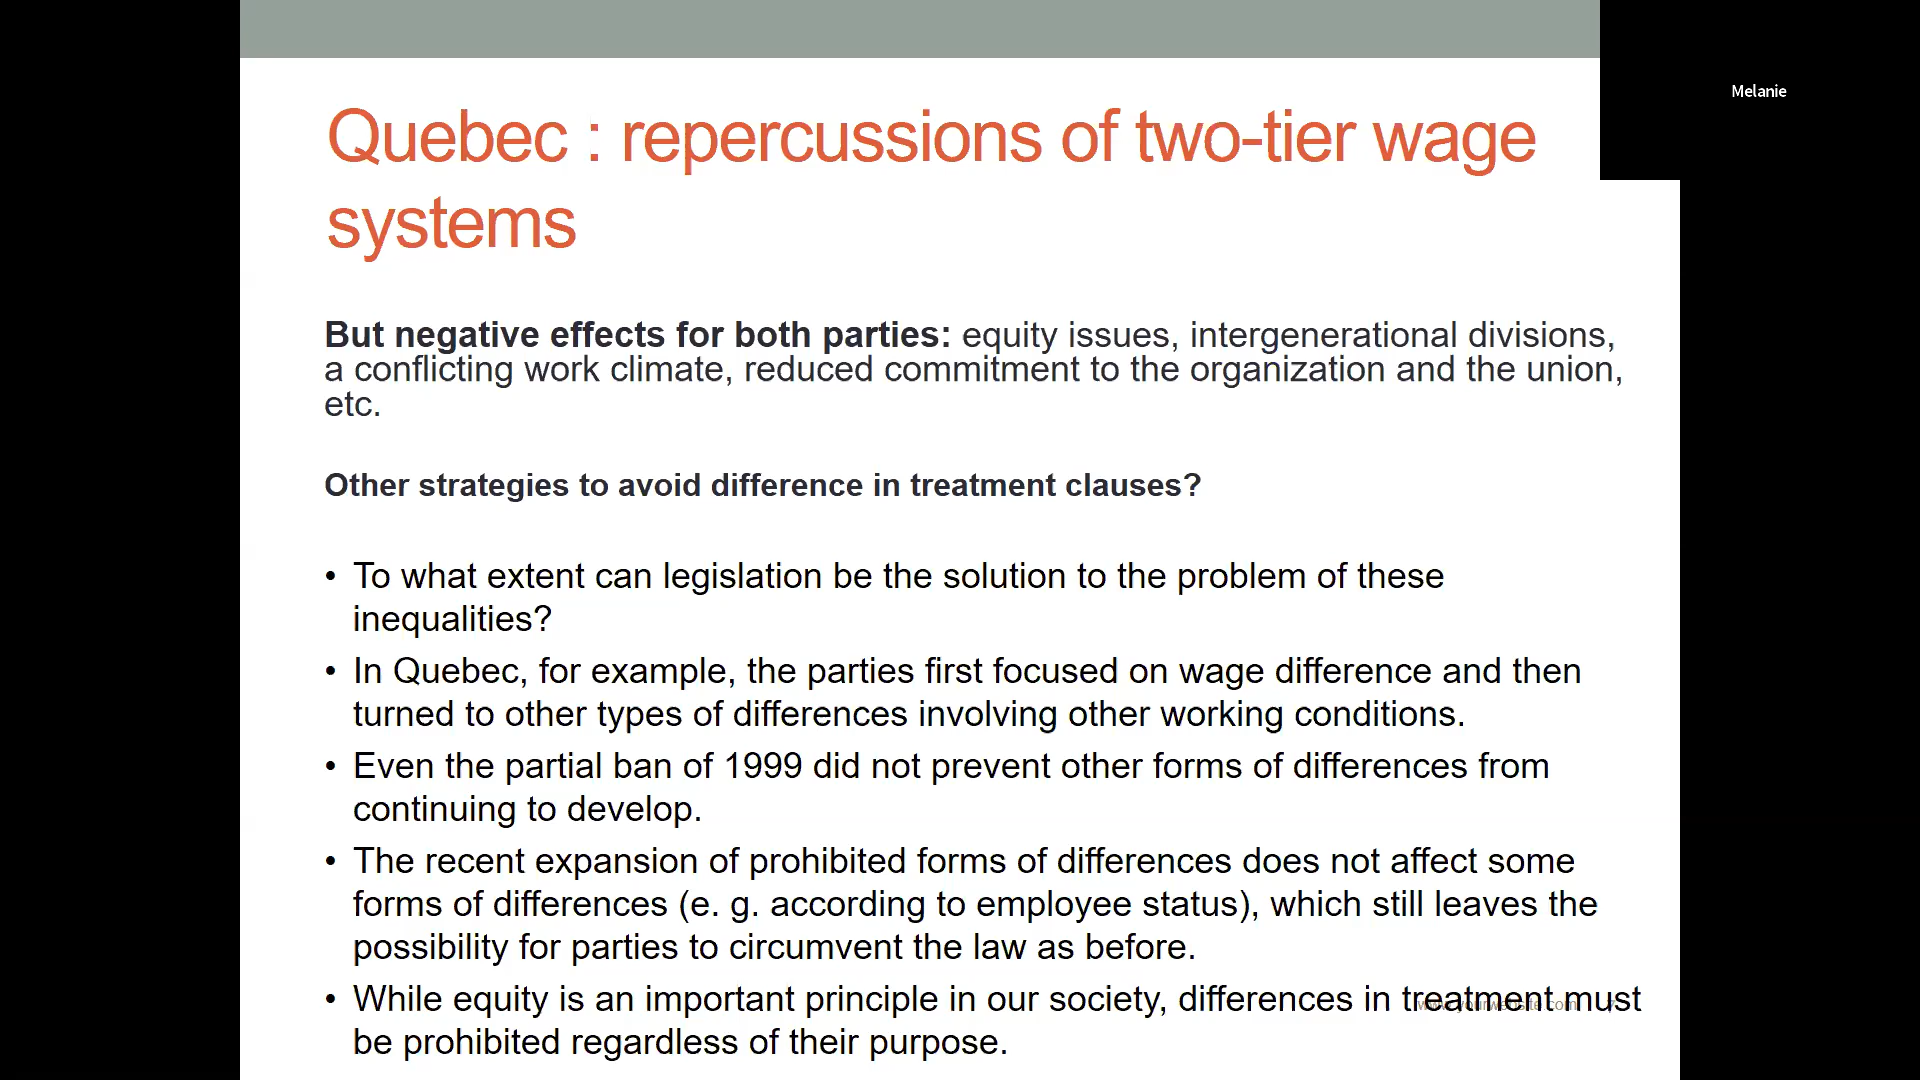 Melanie
Quebec : repercussions of two-tier wage
systems
But negative effects for both parties: equity issues, intergenerational divisions,
a conflicting work climate, reduced commitment to the organization and the union,
etc.
Other strategies to avoid difference in treatment clauses?
• To what extent can legislation be the solution to the problem of these
inequalities?
• In Quebec, for example, the parties first focused on wage difference and then
turned to other types of differences involving other working conditions.
• Even the partial ban of 1999 did not prevent other forms of differences from
continuing to develop.
• The recent expansion of prohibited forms of differences does not affect some
forms of differences (e. g. according to employee status), which still leaves the
possibility for parties to circumvent the law as before.
• While equity is an important principle in our society, differences in treatment must
be prohibited regardless of their purpose.
www.yourwebsite.com 7